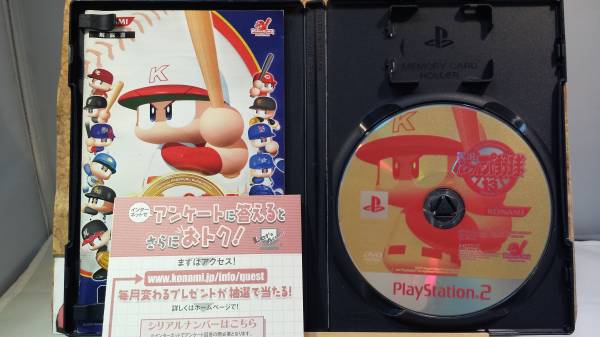 KONAMI
解説書
K
インターネットで
アンケートに答えると
さらにおトク!
まずはアクセス!
www.konami.jp/info/quest
毎月変わるプレゼントが抽選で当たる!
詳しくはホームページで!
シリアルナンバーはこちら
MEMORY CARD
HOLDER
K
KONAMI
DVD
PlayStation.2